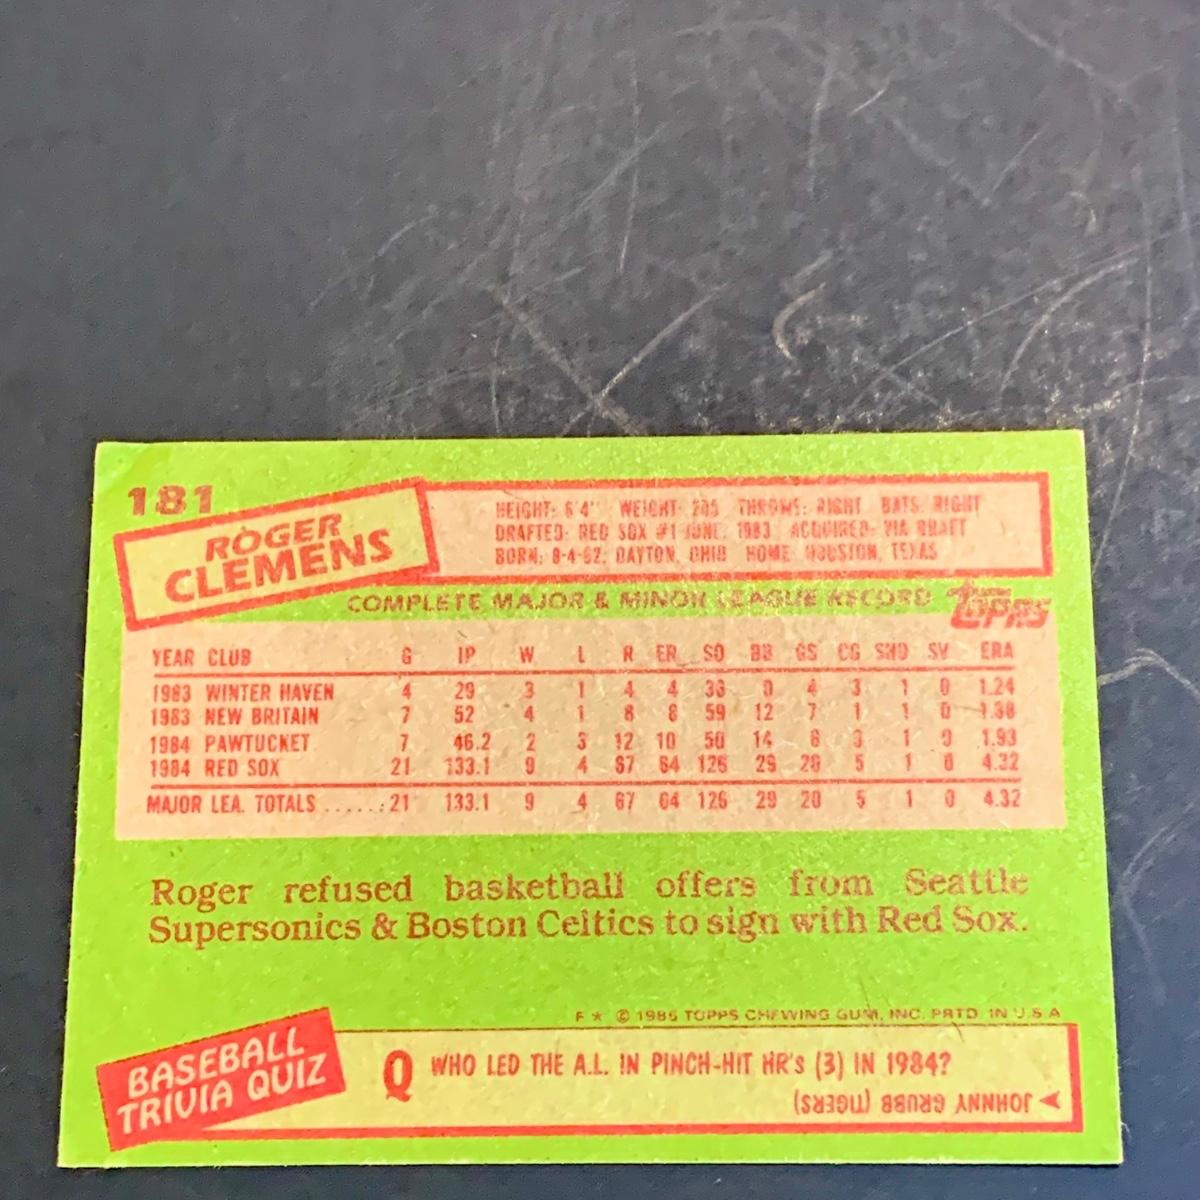 181
ROGER
CLEMENS
HEIGHT: 6'4" WEIGHT: 205 THROWS: RIGHT BATS: RIGHT
DRAFTED: RED SOX #1-JUNE, 1983 ACQUIRED: VIA DRAFT
BORN: 8-4-62, DAYTON, OHIO HOME: HOUSTON, TEXAS
COMPLETE MAJOR & MINOR LEAGUE RECORD TOPPS
YEAR CLUB G IP W L R ER SO BB GS CG SHO SV ERA
1983 WINTER HAVEN 4 29 3 1 4 4 36 0 4 3 1 0 1.24
1983 NEW BRITAIN 7 52 4 1 8 8 59 12 7 1 1 0 1.38
1984 PAWTUCKET 7 46.2 2 3 12 10 50 14 6 3 1 0 1.93
1984 RED SOX 21 133.1 9 4 67 64 126 29 20 5 1 0 4.32
MAJOR LEA. TOTALS ...... 21 133.1 9 4 67 64 126 29 20 5 1 0 4.32
Roger refused basketball offers from Seattle
Supersonics & Boston Celtics to sign with Red Sox.
F ★ © 1985 TOPPS CHEWING GUM, INC. PRTD. IN U.S.A.
BASEBALL
TRIVIA QUIZ
Q WHO LED THE A.L. IN PINCH-HIT HR's (3) IN 1984?
JOHNNY GRUBB (TIGERS)